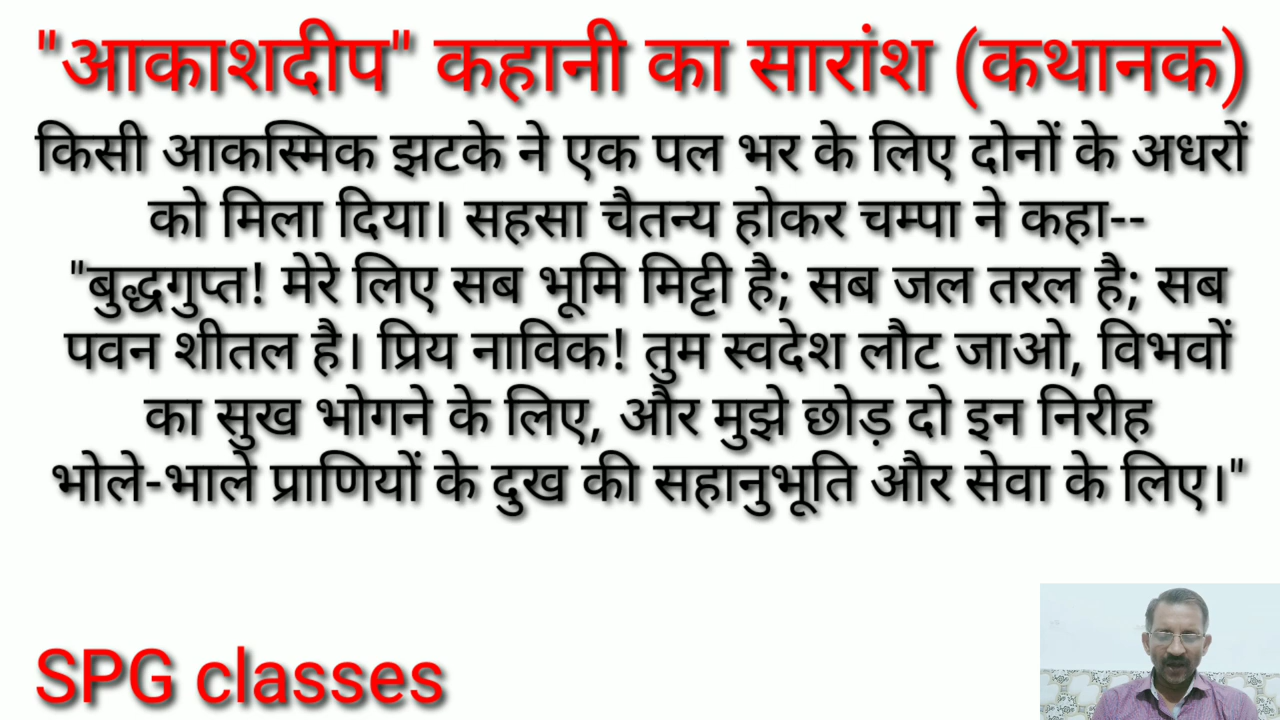 "आकाशदीप" कहानी का सारांश (कथानक)
किसी आकस्मिक झटके ने एक पल भर के लिए दोनों के अधरों
को मिला दिया। सहसा चैतन्य होकर चम्पा ने कहा--
"बुद्धगुप्त! मेरे लिए सब भूमि मिट्टी है; सब जल तरल है; सब
पवन शीतल है। प्रिय नाविक! तुम स्वदेश लौट जाओ, विभवों
का सुख भोगने के लिए, और मुझे छोड़ दो इन निरीह
भोले-भाले प्राणियों के दुख की सहानुभूति और सेवा के लिए।"
SPG classes